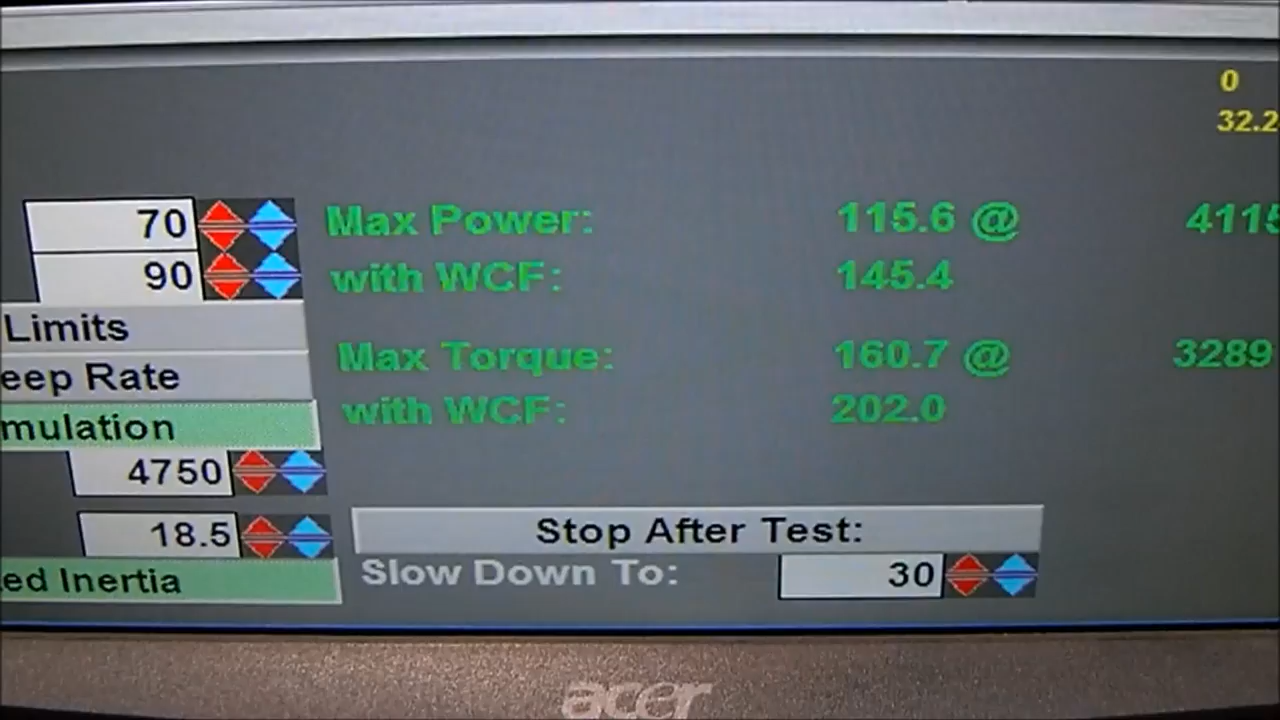 0
32.2
70
Max Power: 115.6 @ 4115
90
with WCF: 145.4
Limits
eep Rate
Max Torque: 160.7 @ 3289
mulation
with WCF: 202.0
4750
18.5
Stop After Test:
ed Inertia
Slow Down To: 30
acer